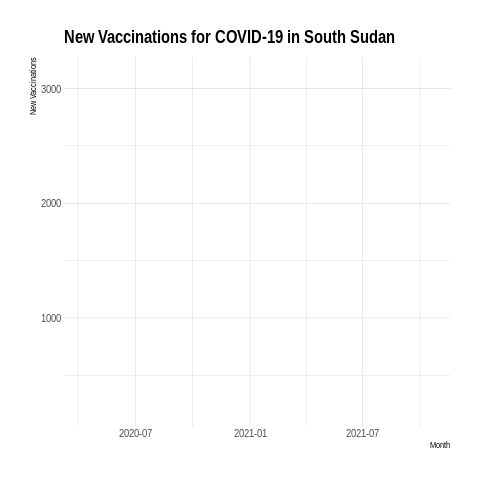 New Vaccinations for COVID-19 in South Sudan
New Vaccinations
3000
2000
1000
2020-07 2021-01 2021-07
Month